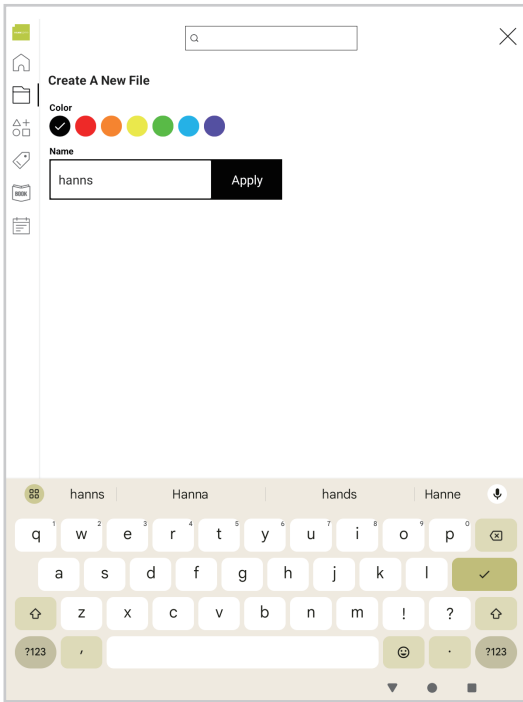 Create A New File
Color
Name
hanns
Apply
BOOK
hanns
Hanna
hands
Hanne
q 1 w 2 e 3 r 4 t 5 y 6 u 7 i 8 o 9 p 0
a s d f g h j k l
z x c v b n m ! ?
?123 , . ?123